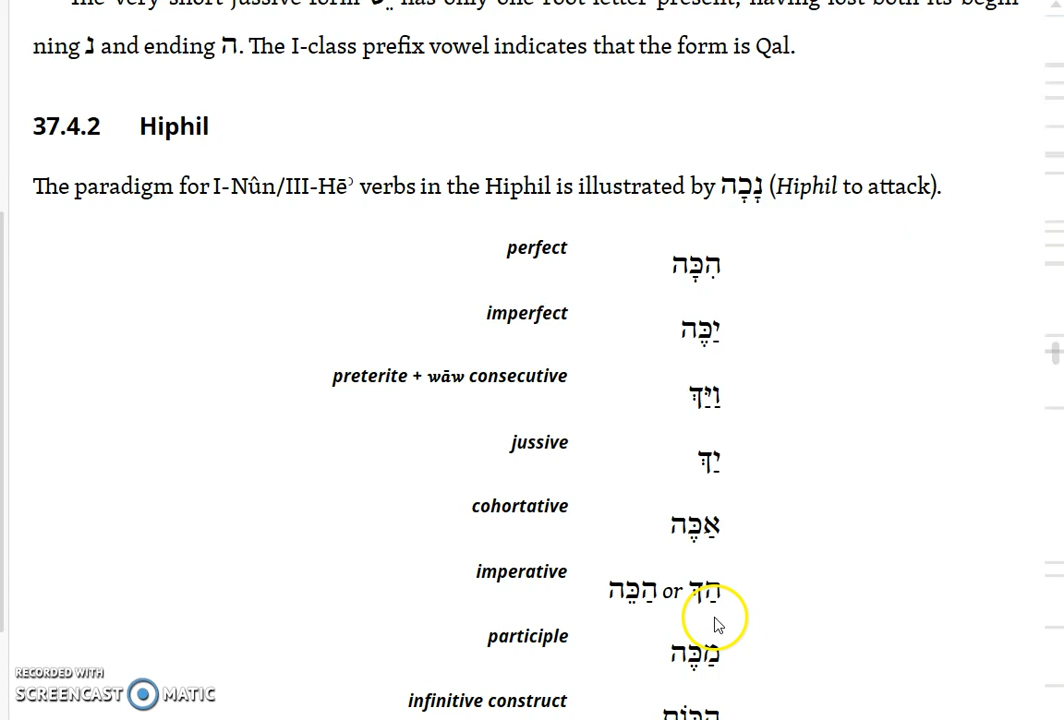 ning נ and ending ה. The I-class prefix vowel indicates that the form is Qal.
37.4.2 Hiphil
The paradigm for I-Nûn/III-Hēʾ verbs in the Hiphil is illustrated by נָכָה (Hiphil to attack).
perfect הִכָּה
imperfect יַכֶּה
preterite + wāw consecutive וַיַּךְ
jussive יַךְ
cohortative אַכֶּה
imperative הַךְ or הַכֵּה
participle מַכֶּה
RECORDED WITH
SCREENCAST MATIC
infinitive construct